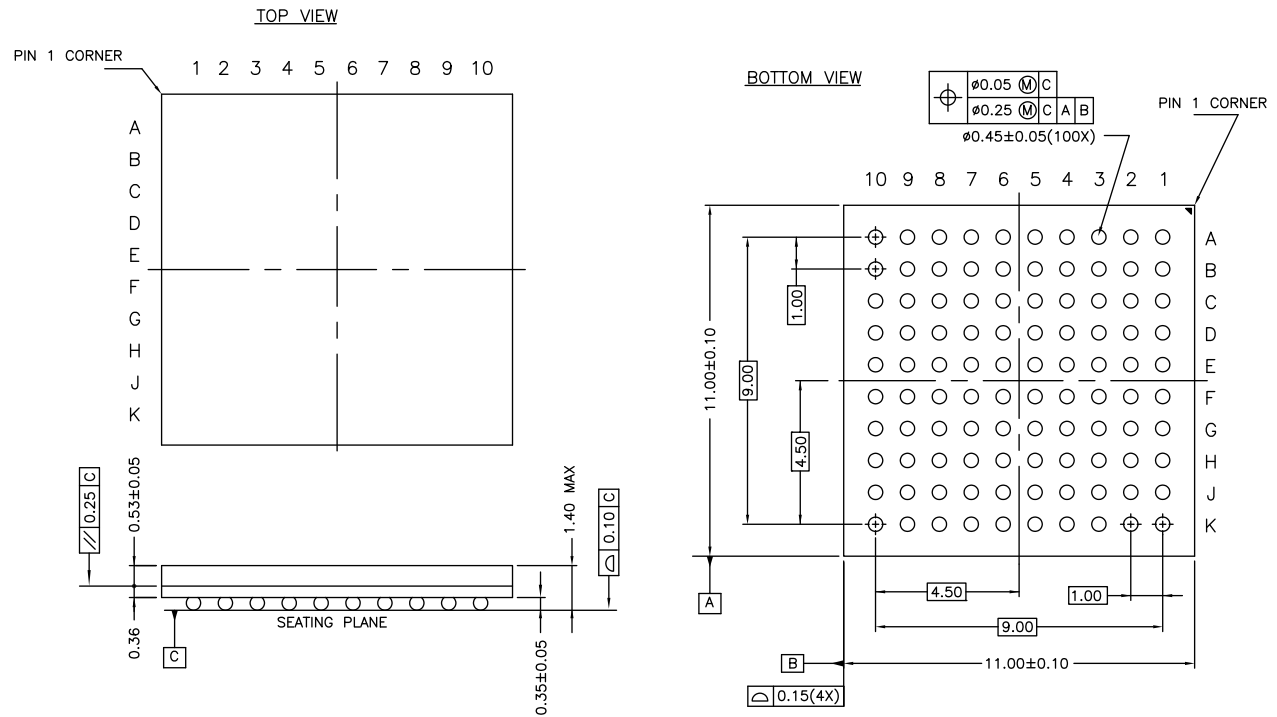 TOP VIEW
PIN 1 CORNER
1 2 3 4 5 6 7 8 9 10
A
B
C
D
E
F
G
H
J
K
0.25 C
0.53±0.05
0.36
1.40 MAX
0.10 C
SEATING PLANE
C
0.35±0.05
BOTTOM VIEW
ø0.05 Ⓜ C
ø0.25 Ⓜ C A B
ø0.45±0.05(100X)
PIN 1 CORNER
10 9 8 7 6 5 4 3 2 1
A
B
C
D
E
F
G
H
J
K
1.00
11.00±0.10
9.00
4.50
A
4.50
1.00
9.00
B
11.00±0.10
0.15(4X)